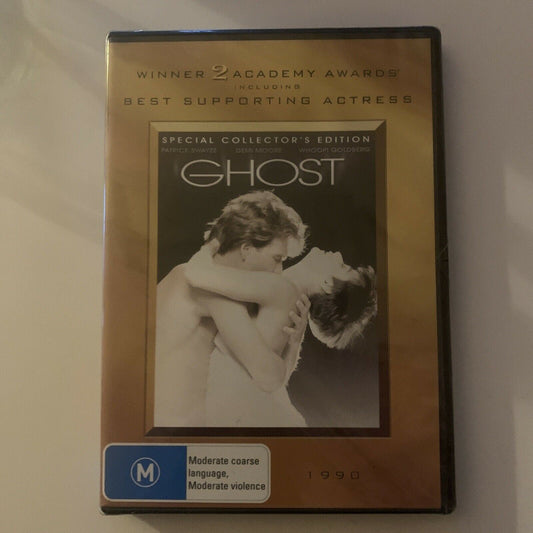 WINNER 2 ACADEMY AWARDS®
INCLUDING
BEST SUPPORTING ACTRESS
SPECIAL COLLECTOR'S EDITION
PATRICK SWAYZE DEMI MOORE WHOOPI GOLDBERG
GHOST
M
Moderate coarse
language,
Moderate violence
1990